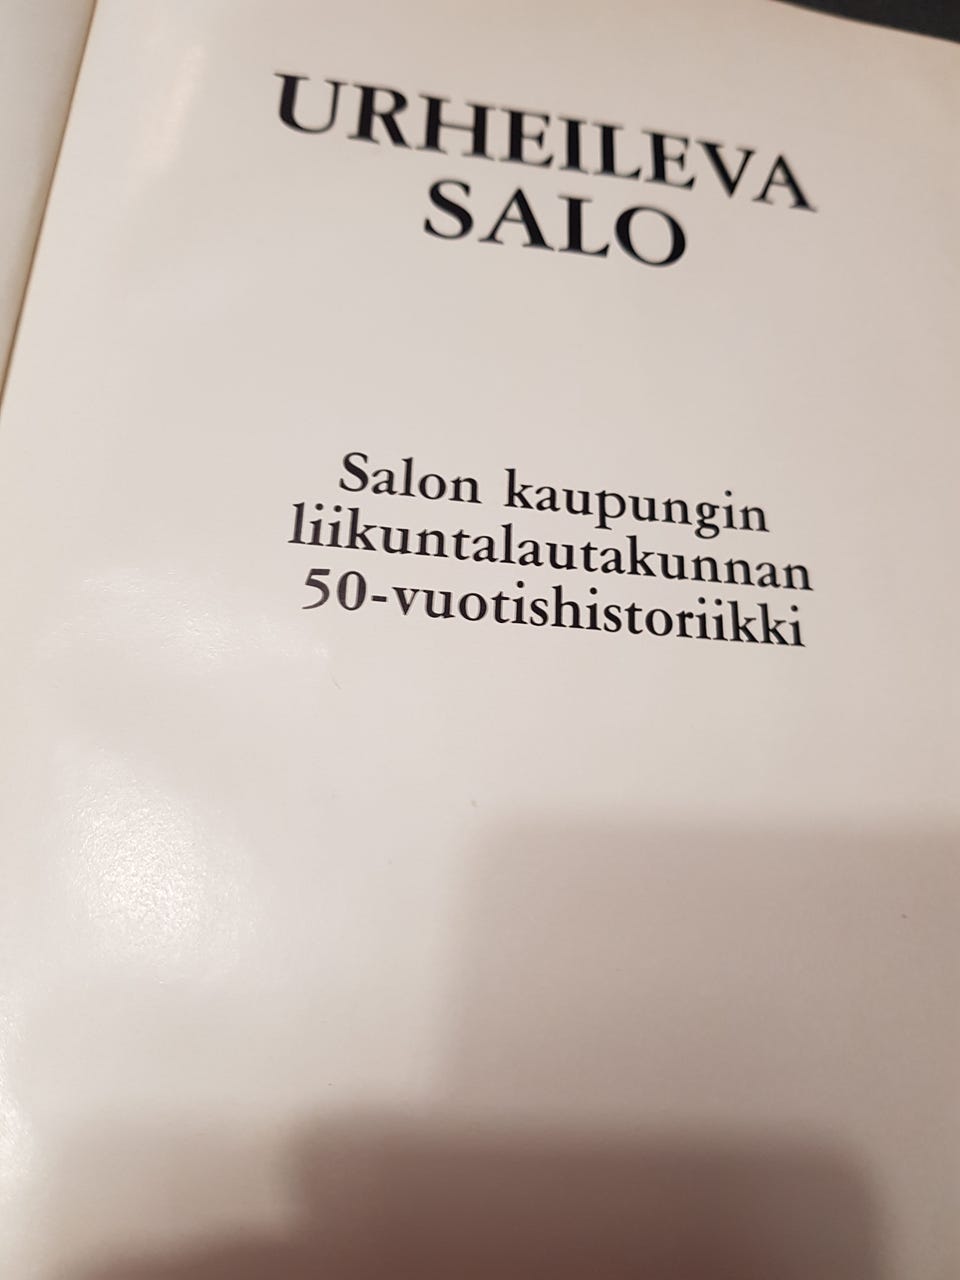 URHEILEVA
SALO
Salon kaupungin
liikuntalautakunnan
50-vuotishistoriikki